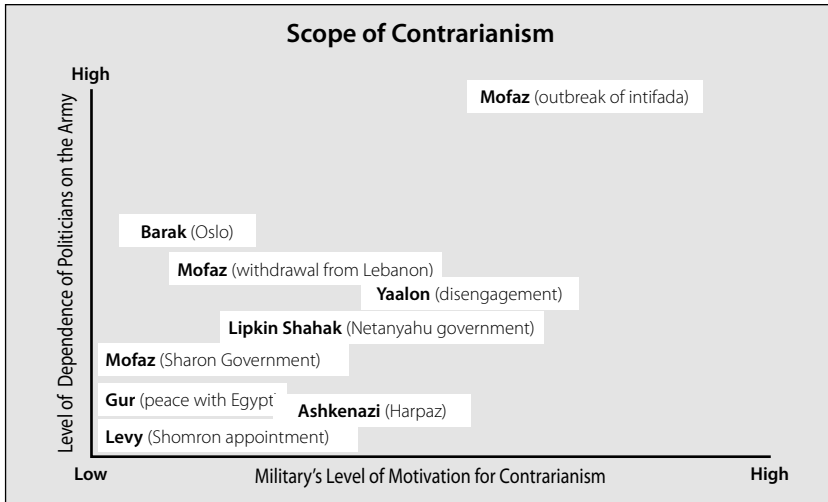 Scope of Contrarianism
High
Mofaz (outbreak of intifada)
Level of Dependence of Politicians on the Army
Barak (Oslo)
Mofaz (withdrawal from Lebanon)
Yaalon (disengagement)
Lipkin Shahak (Netanyahu government)
Mofaz (Sharon Government)
Gur (peace with Egypt)
Ashkenazi (Harpaz)
Levy (Shomron appointment)
Low Military's Level of Motivation for Contrarianism High